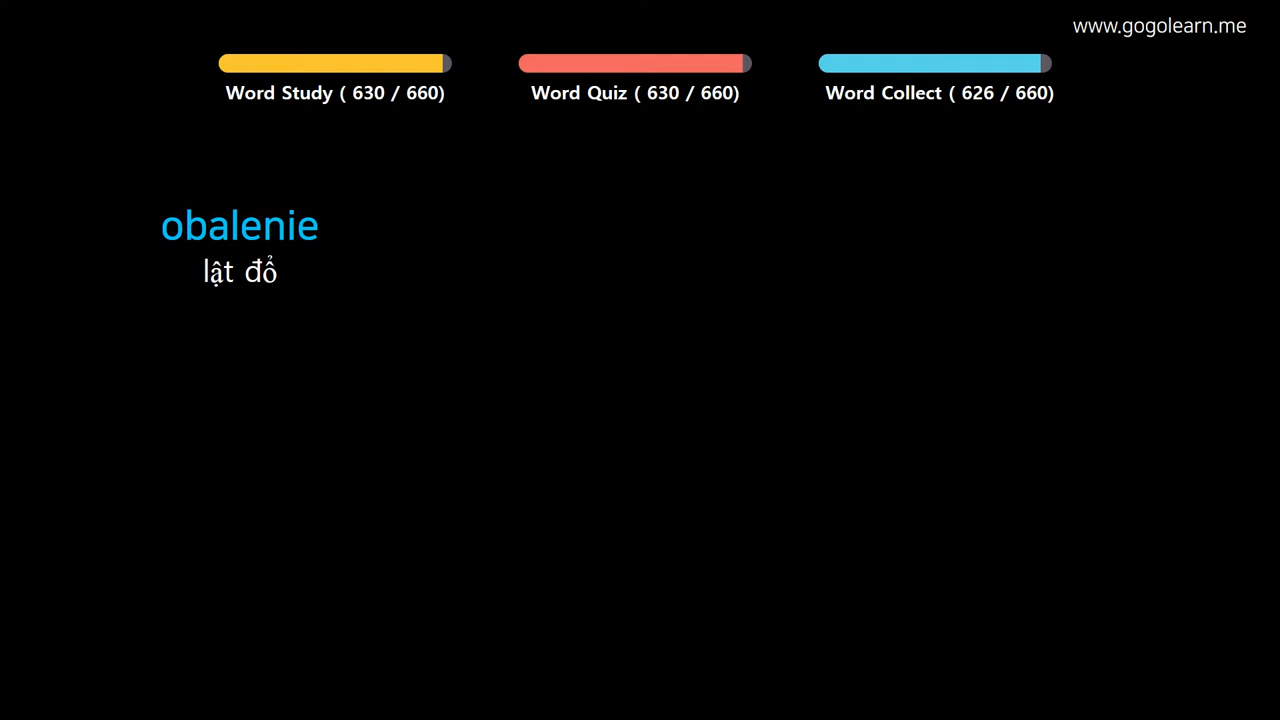 www.gogolearn.me
Word Study ( 630 / 660)
Word Quiz ( 630 / 660)
Word Collect ( 626 / 660)
obalenie
lật đổ